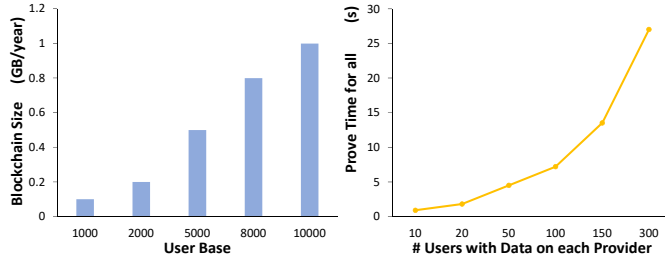 Blockchain Size (GB/year)
1.2
1
0.8
0.6
0.4
0.2
0
1000 2000 5000 8000 10000
User Base
Prove Time for all (s)
30
25
20
15
10
5
0
10 20 50 100 150 300
# Users with Data on each Provider